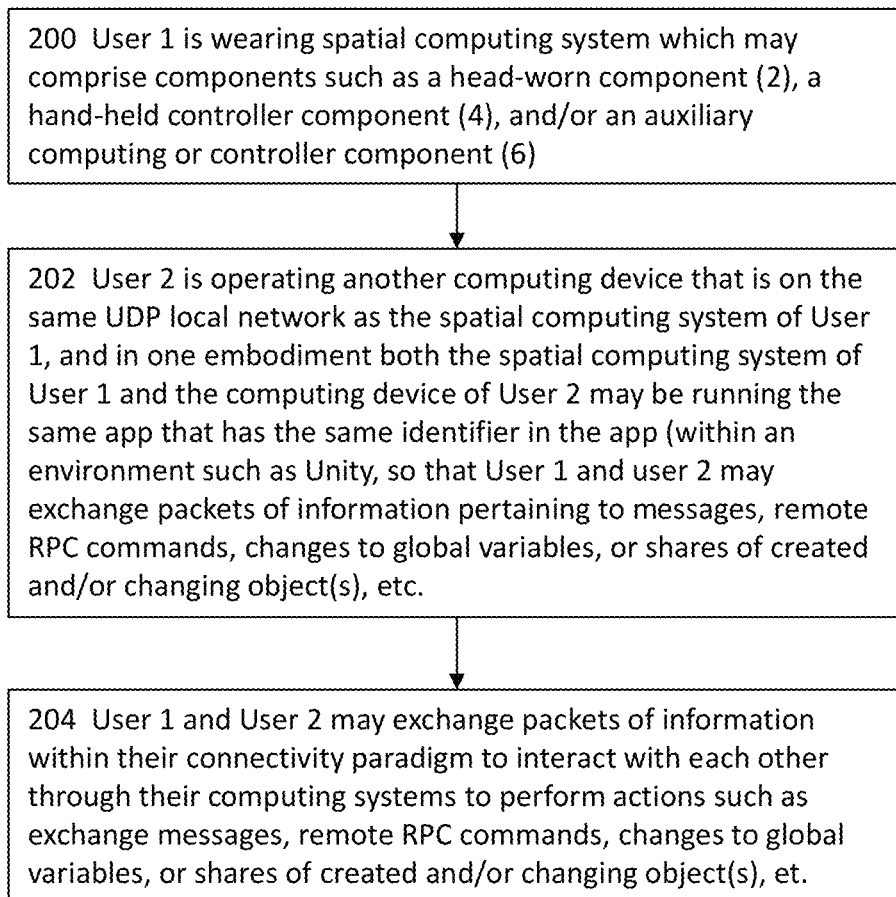 200  User 1 is wearing spatial computing system which may
comprise components such as a head-worn component (2), a
hand-held controller component (4), and/or an auxiliary
computing or controller component (6)
202  User 2 is operating another computing device that is on the
same UDP local network as the spatial computing system of User
1, and in one embodiment both the spatial computing system of
User 1 and the computing device of User 2 may be running the
same app that has the same identifier in the app (within an
environment such as Unity, so that User 1 and user 2 may
exchange packets of information pertaining to messages, remote
RPC commands, changes to global variables, or shares of created
and/or changing object(s), etc.
204  User 1 and User 2 may exchange packets of information
within their connectivity paradigm to interact with each other
through their computing systems to perform actions such as
exchange messages, remote RPC commands, changes to global
variables, or shares of created and/or changing object(s), et.